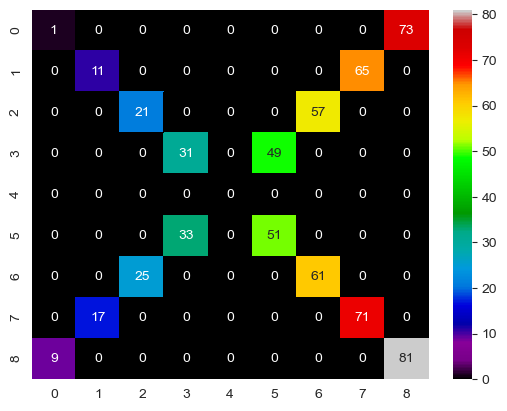 0 1 0 0 0 0 0 0 0 73
1 0 11 0 0 0 0 0 65 0
2 0 0 21 0 0 0 57 0 0
3 0 0 0 31 0 49 0 0 0
4 0 0 0 0 0 0 0 0 0
5 0 0 0 33 0 51 0 0 0
6 0 0 25 0 0 0 61 0 0
7 0 17 0 0 0 0 0 71 0
8 9 0 0 0 0 0 0 0 81
0 1 2 3 4 5 6 7 8
80
70
60
50
40
30
20
10
0